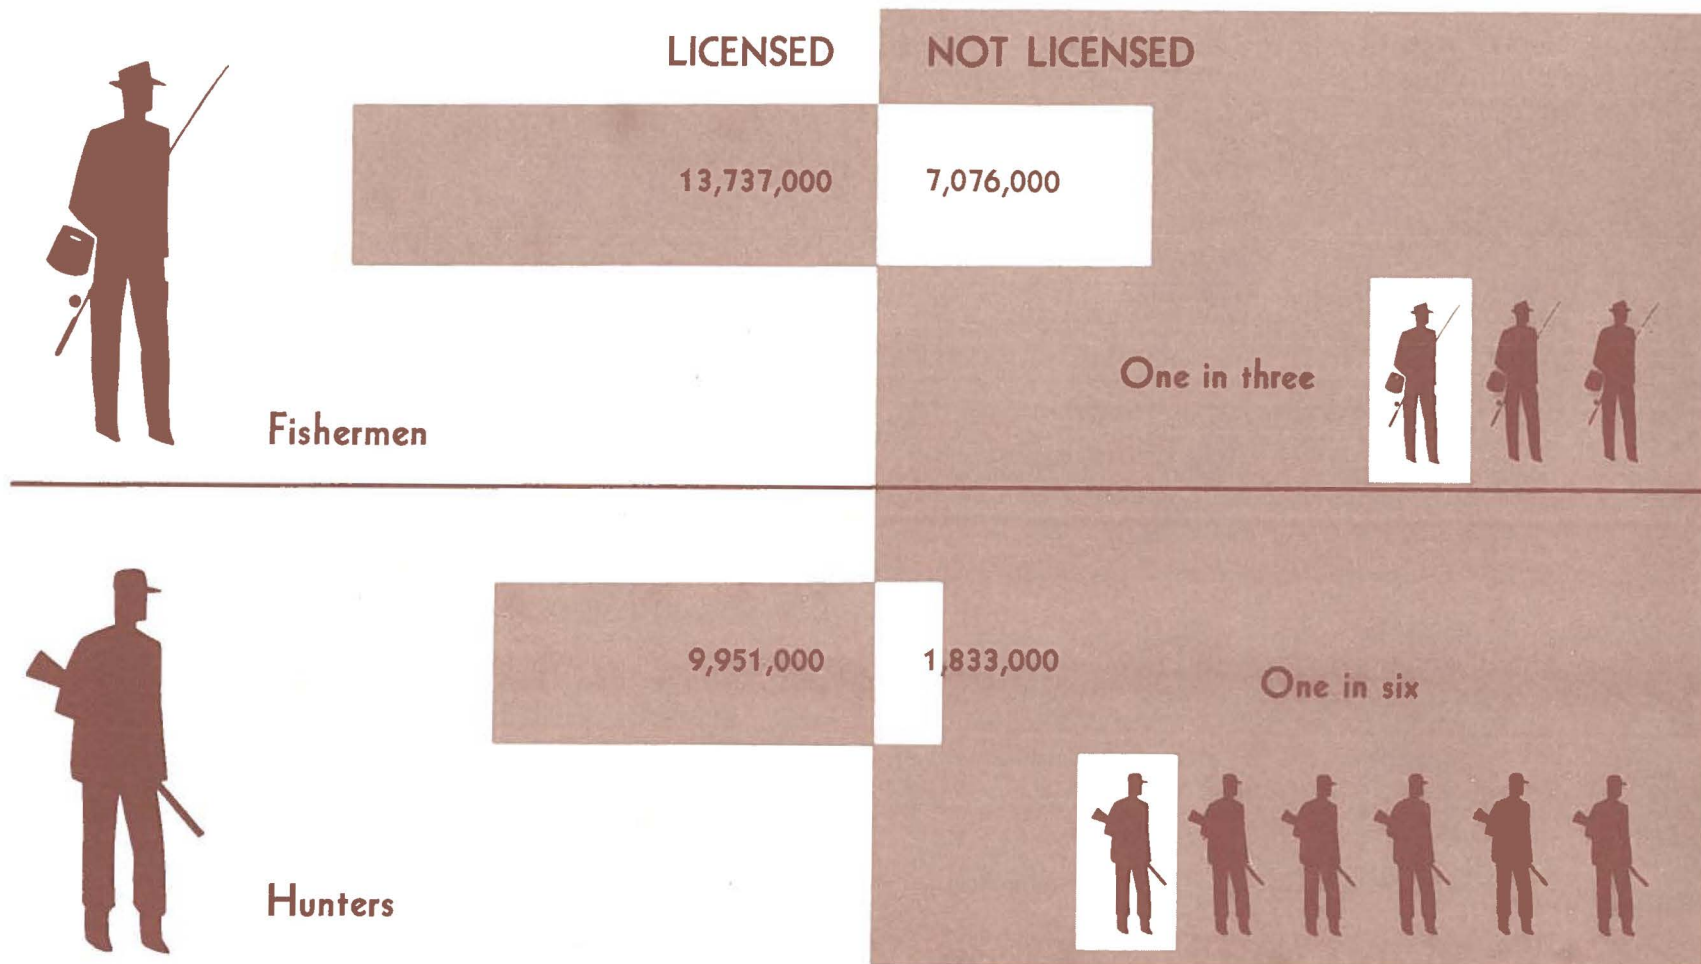 LICENSED
NOT LICENSED
13,737,000
7,076,000
One in three
Fishermen
9,951,000
1,833,000
One in six
Hunters